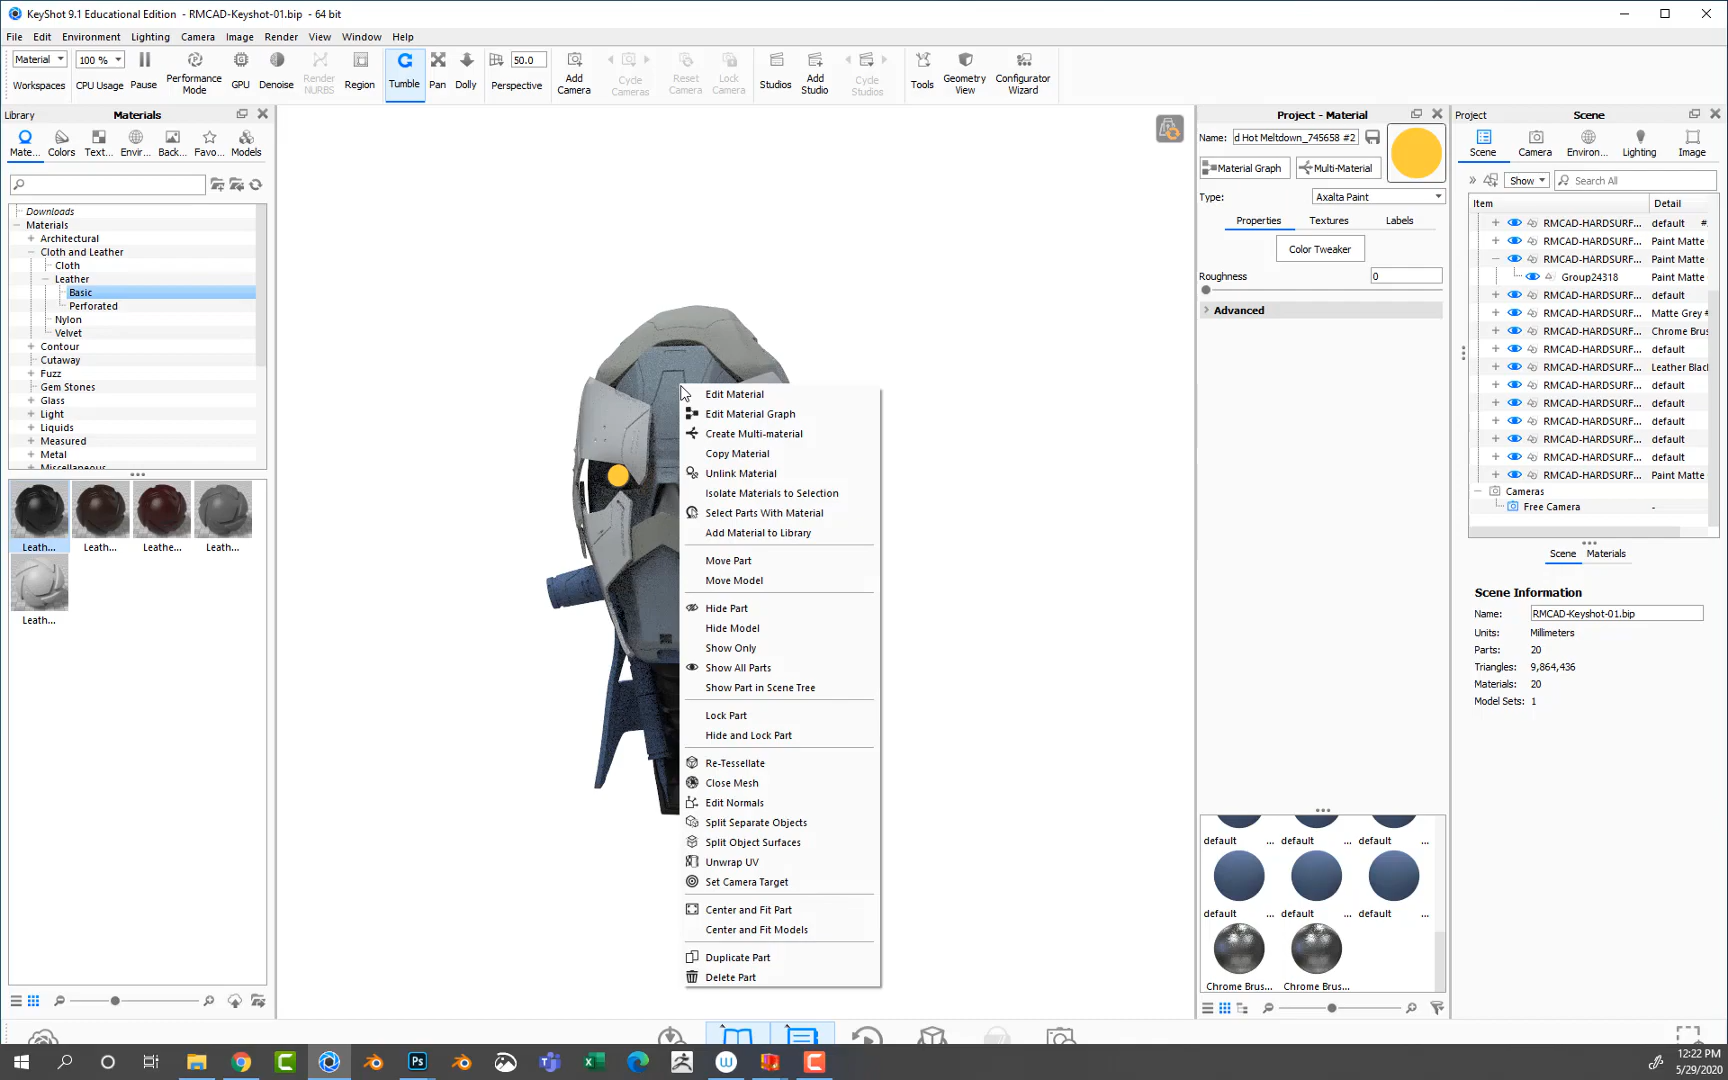 KeyShot 9.1 Educational Edition - RMCAD-Keyshot-01.bip - 64 bit
File Edit Environment Lighting Camera Image Render View Window Help
Material 100 % 50.0
Workspaces CPU Usage Pause Performance Mode GPU Denoise Render NURBS Region Tumble Pan Dolly Perspective Add Camera Cycle Cameras Reset Camera Lock Camera Studios Add Studio Cycle Studios Tools Geometry View Configurator Wizard
Library Materials
Mate... Colors Text... Envir... Back... Favo... Models
Downloads
Materials
Architectural
Cloth and Leather
Cloth
Leather
Basic
Perforated
Nylon
Velvet
Contour
Cutaway
Fuzz
Gem Stones
Glass
Light
Liquids
Measured
Metal
Miscellaneous
Leath... Leath... Leathe... Leath...
Leath...
Edit Material
Edit Material Graph
Create Multi-material
Copy Material
Unlink Material
Isolate Materials to Selection
Select Parts With Material
Add Material to Library
Move Part
Move Model
Hide Part
Hide Model
Show Only
Show All Parts
Show Part in Scene Tree
Lock Part
Hide and Lock Part
Re-Tessellate
Close Mesh
Edit Normals
Split Separate Objects
Split Object Surfaces
Unwrap UV
Set Camera Target
Center and Fit Part
Center and Fit Models
Duplicate Part
Delete Part
Project - Material
Name: d Hot Meltdown_745658 #2
Material Graph Multi-Material
Type: Axalta Paint
Properties Textures Labels
Color Tweaker
Roughness 0
Advanced
default ... default ... default ...
default ... default ... default ...
Chrome Brus... Chrome Brus...
Project Scene
Scene Camera Environ... Lighting Image
Show Search All
Item Detail
RMCAD-HARDSURF... default #
RMCAD-HARDSURF... Paint Matte
RMCAD-HARDSURF... Paint Matte
Group24318 Paint Matte
RMCAD-HARDSURF... default
RMCAD-HARDSURF... Matte Grey #
RMCAD-HARDSURF... Chrome Brus
RMCAD-HARDSURF... default
RMCAD-HARDSURF... Leather Blacl
RMCAD-HARDSURF... default
RMCAD-HARDSURF... default
RMCAD-HARDSURF... default
RMCAD-HARDSURF... default
RMCAD-HARDSURF... default
RMCAD-HARDSURF... Paint Matte
Cameras
Free Camera -
Scene Materials
Scene Information
Name: RMCAD-Keyshot-01.bip
Units: Millimeters
Parts: 20
Triangles: 9,864,436
Materials: 20
Model Sets: 1
12:22 PM
5/29/2020